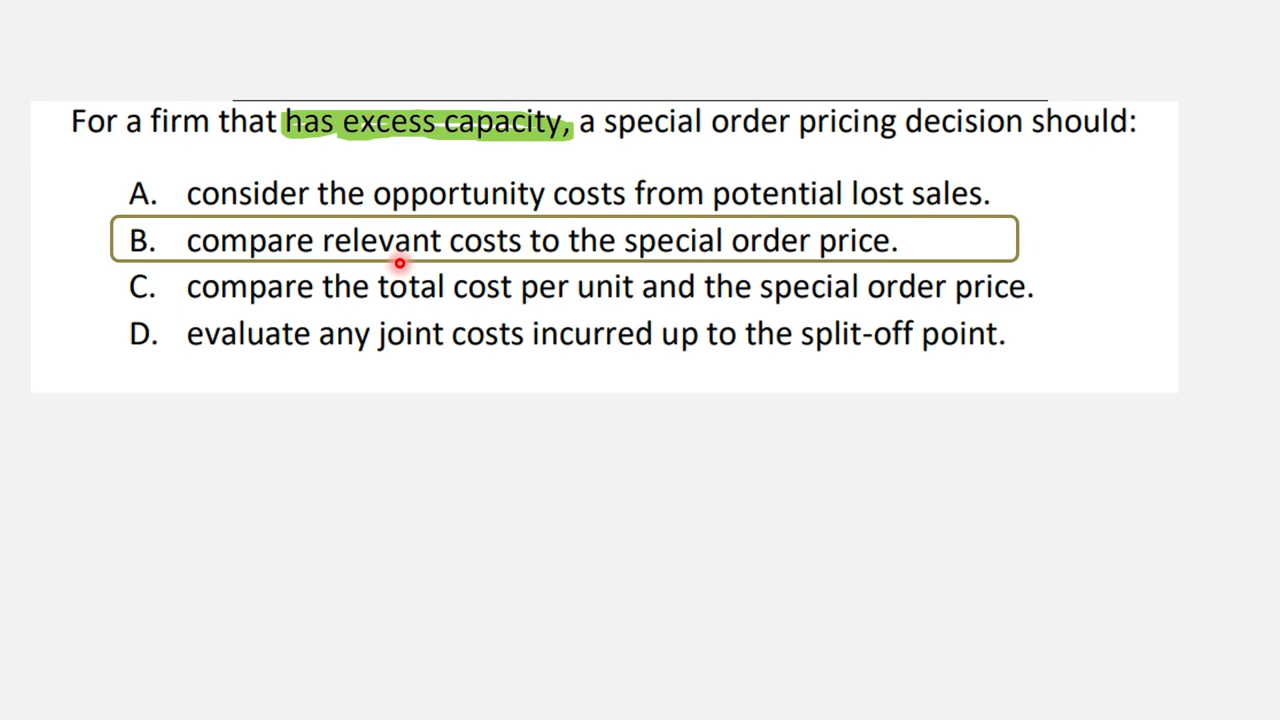 For a firm that has excess capacity, a special order pricing decision should:
A. consider the opportunity costs from potential lost sales.
B. compare relevant costs to the special order price.
C. compare the total cost per unit and the special order price.
D. evaluate any joint costs incurred up to the split-off point.